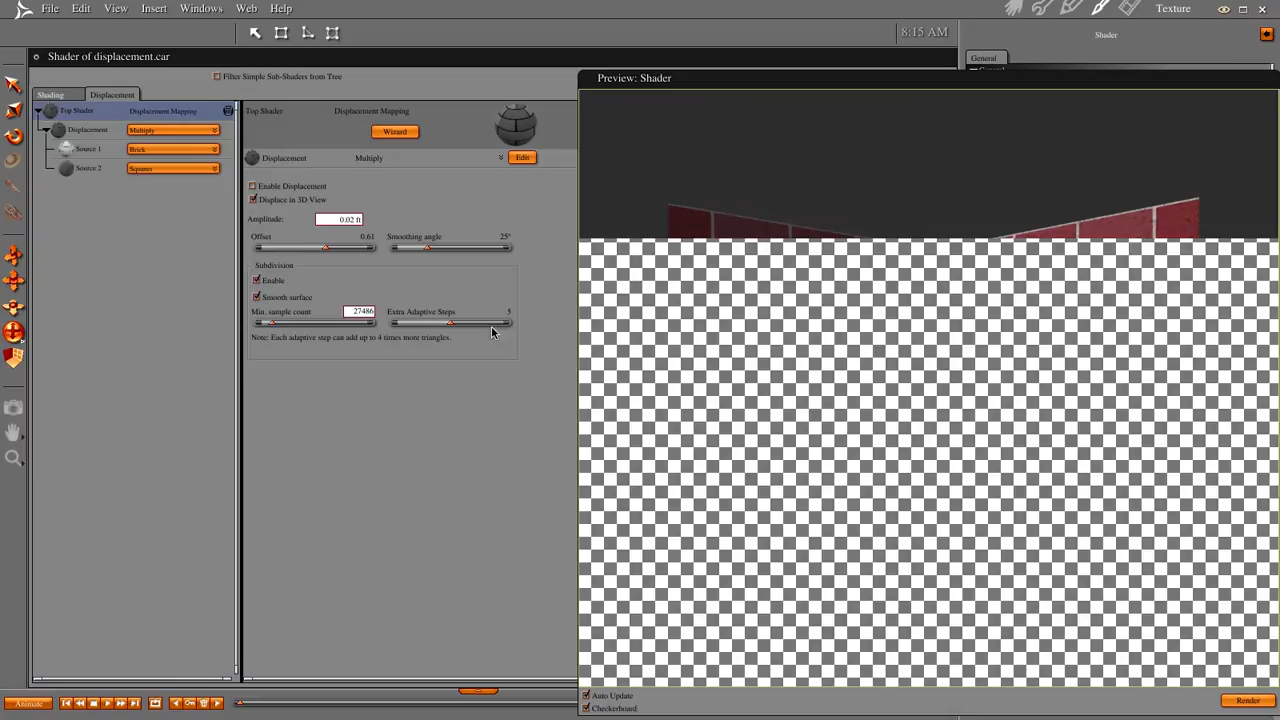 File Edit View Insert Windows Web Help
Texture
8:15 AM
Shader
Shader of displacement.car
General
Filter Simple Sub-Shaders from Tree
Preview: Shader
Shading Displacement
Top Shader Displacement Mapping
Top Shader Displacement Mapping
Displacement Multiply
Wizard
Source 1 Brick
Displacement Multiply Edit
Source 2 Squares
Enable Displacement
Displace in 3D View
Amplitude: 0.02 ft
Offset 0.61 Smoothing angle 25°
Subdivision
Enable
Smooth surface
Min. sample count 27486 Extra Adaptive Steps 5
Note: Each adaptive step can add up to 4 times more triangles.
Auto Update
Animate
Render
Checkerboard